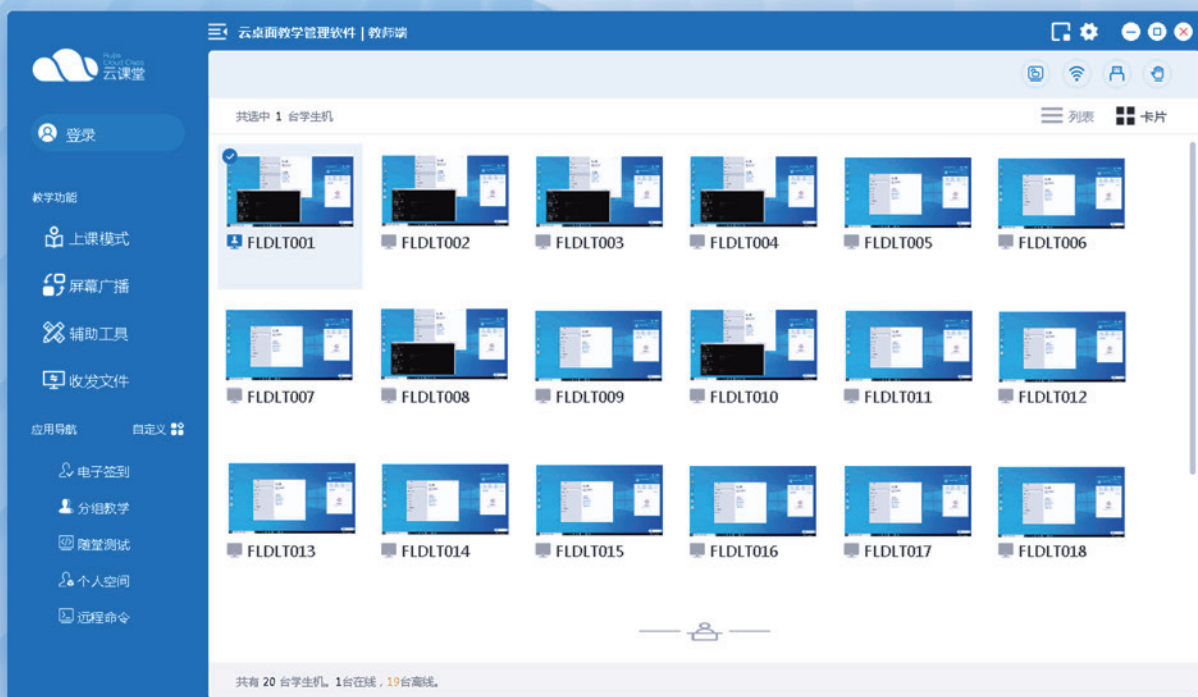 云桌面教学管理软件 | 教师端
云课堂
登录
共选中 1 台学生机
列表
卡片
教学功能
上课模式
屏幕广播
辅助工具
收发文件
应用导航
自定义
电子签到
分组教学
随堂测试
个人空间
远程命令
FLDLT001
FLDLT002
FLDLT003
FLDLT004
FLDLT005
FLDLT006
FLDLT007
FLDLT008
FLDLT009
FLDLT010
FLDLT011
FLDLT012
FLDLT013
FLDLT014
FLDLT015
FLDLT016
FLDLT017
FLDLT018
共有 20 台学生机。1台在线，19台离线。